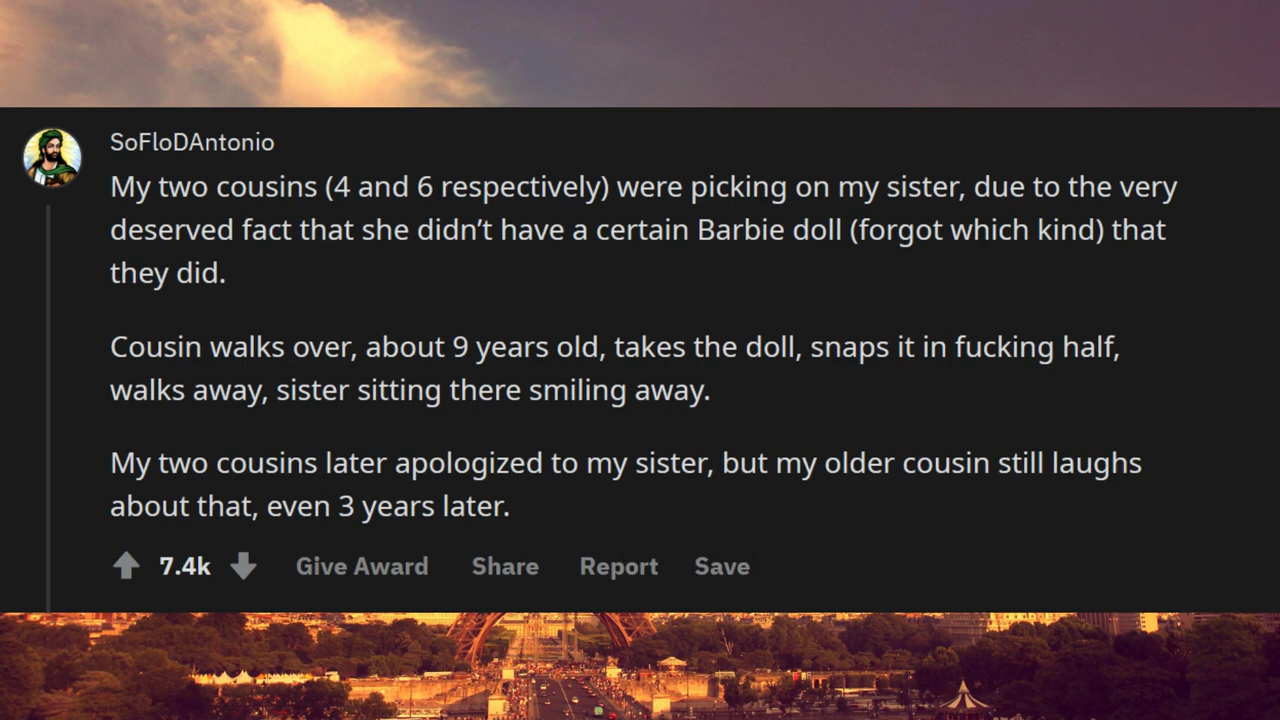 SoFloDAntonio
My two cousins (4 and 6 respectively) were picking on my sister, due to the very
deserved fact that she didn’t have a certain Barbie doll (forgot which kind) that
they did.
Cousin walks over, about 9 years old, takes the doll, snaps it in fucking half,
walks away, sister sitting there smiling away.
My two cousins later apologized to my sister, but my older cousin still laughs
about that, even 3 years later.
7.4k Give Award Share Report Save